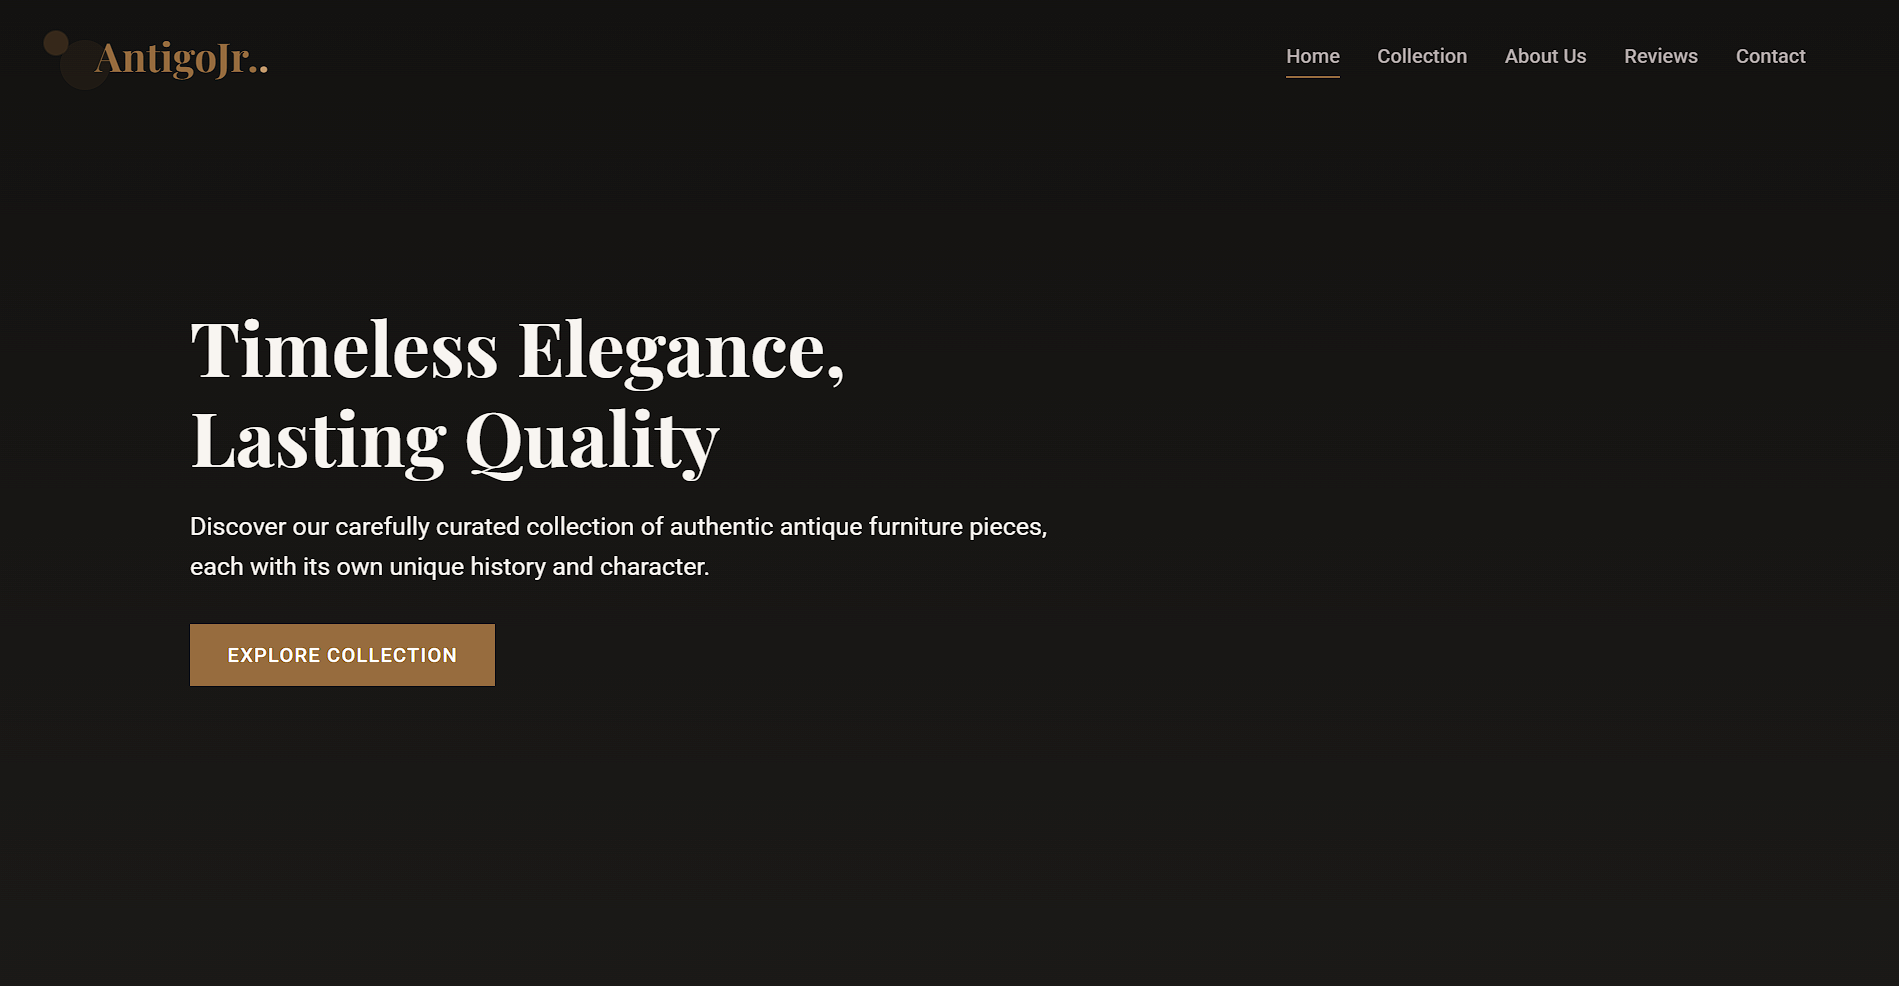 AntigoJr..
Home Collection About Us Reviews Contact
Timeless Elegance,
Lasting Quality
Discover our carefully curated collection of authentic antique furniture pieces,
each with its own unique history and character.
EXPLORE COLLECTION